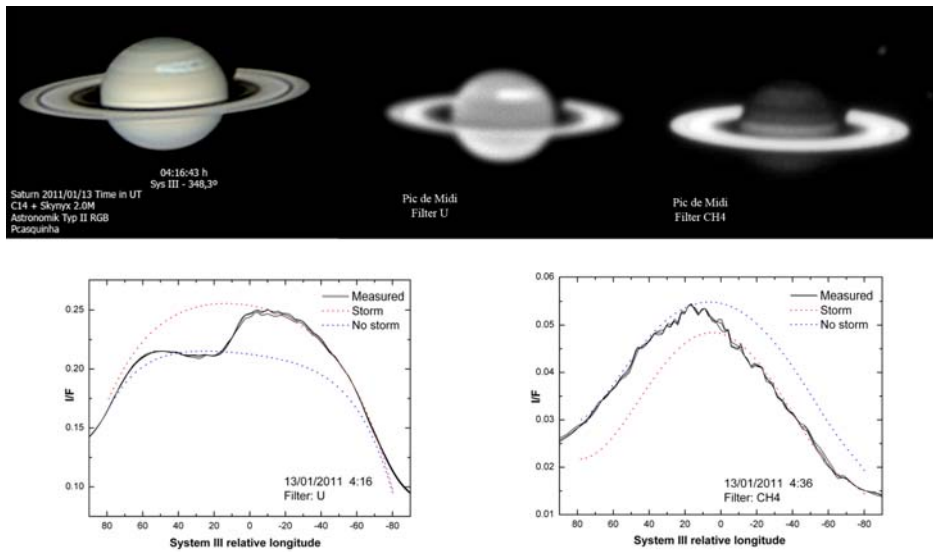 04:16:43 h
Sys III - 348,3º
Saturn 2011/01/13 Time in UT
C14 + Skynyx 2.0M
Astronomik Typ II RGB
Pcasquinha
Pic de Midi
Filter U
Pic de Midi
Filter CH4
Measured
Storm
No storm
0.25
0.20
0.15
0.10
I/F
13/01/2011 4:16
Filter: U
80 60 40 20 0 -20 -40 -60 -80
System III relative longitude
Measured
Storm
No storm
0.06
0.05
0.04
0.03
0.02
0.01
I/F
13/01/2011 4:36
Filter: CH4
80 60 40 20 0 -20 -40 -60 -80
System III relative longitude